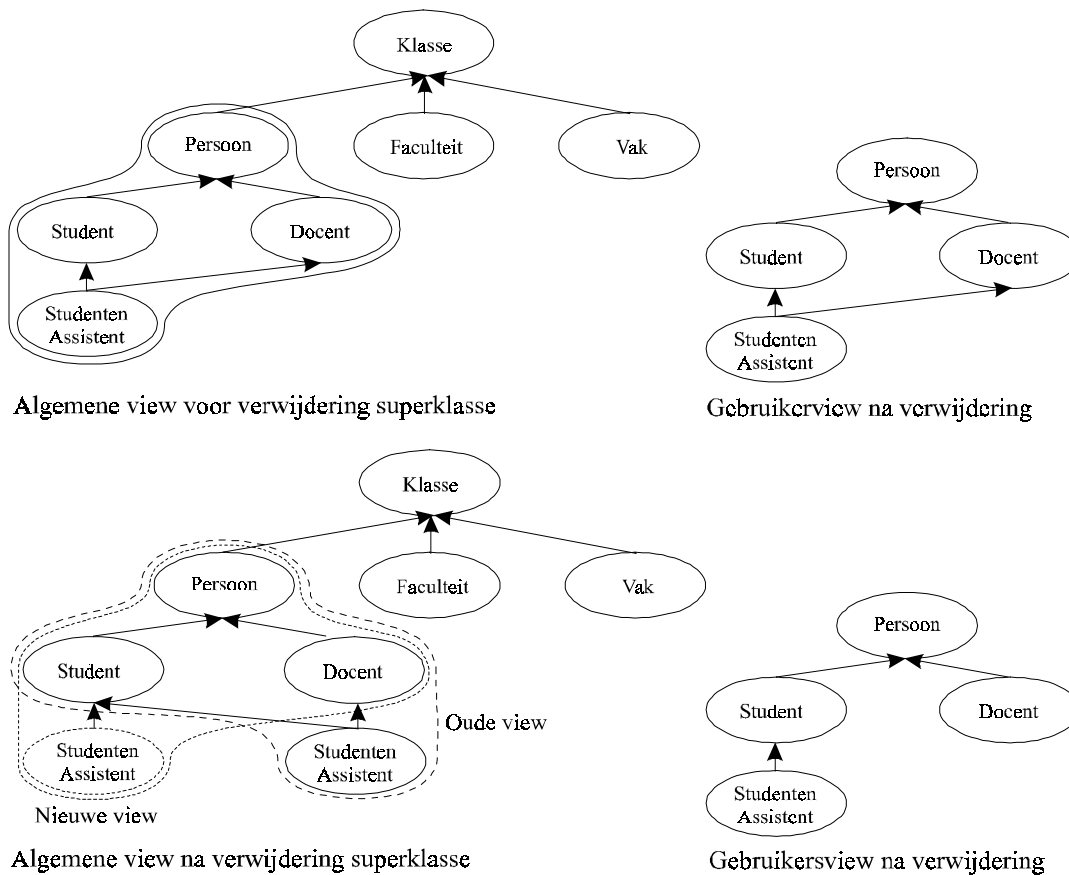 Klasse
Persoon
Faculteit
Vak
Student
Docent
Studenten
Assistent
Algemene view voor verwijdering superklasse
Persoon
Student
Docent
Studenten
Assistent
Gebruikerview na verwijdering
Klasse
Persoon
Faculteit
Vak
Student
Docent
Oude view
Studenten
Assistent
Studenten
Assistent
Nieuwe view
Algemene view na verwijdering superklasse
Persoon
Student
Docent
Studenten
Assistent
Gebruikersview na verwijdering